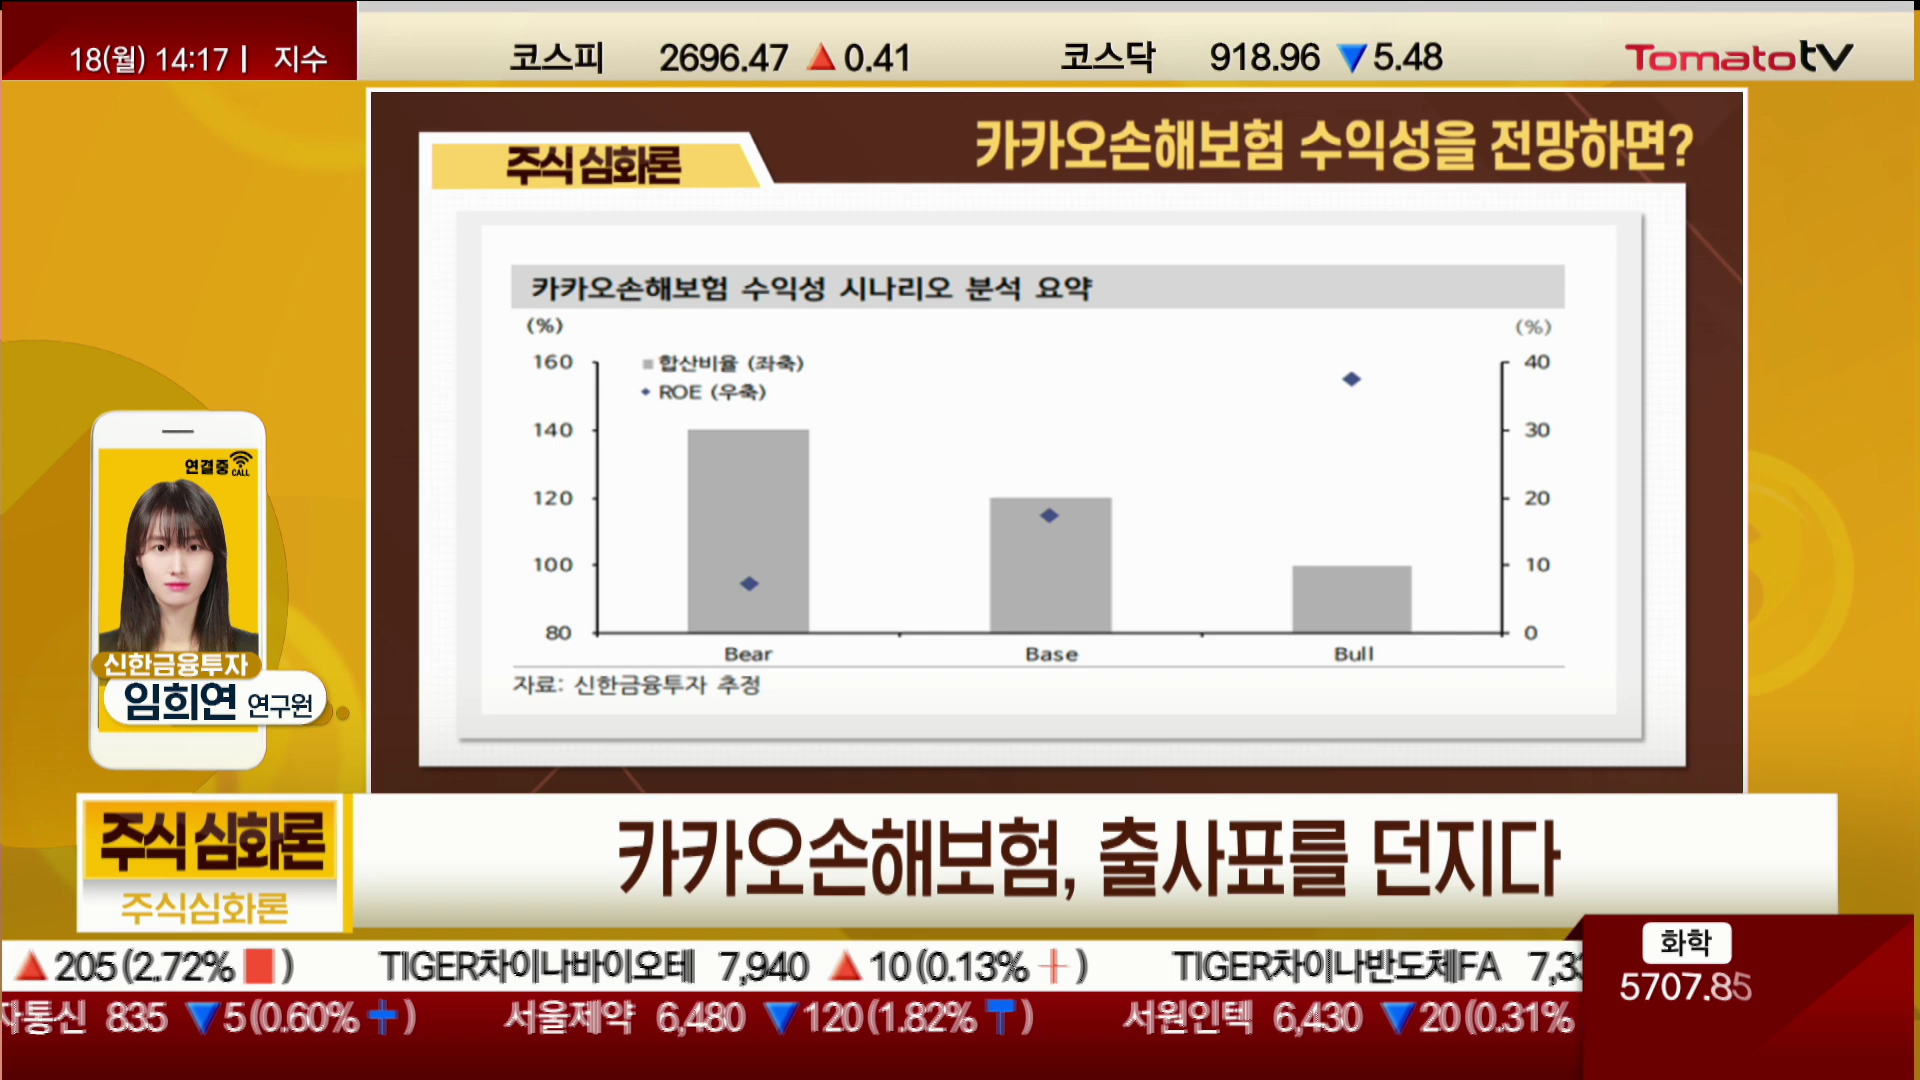 18(월) 14:17 | 지수
코스피 2696.47 ▲ 0.41 코스닥 918.96 ▼ 5.48
Tomato tV
주식 심화론
카카오손해보험 수익성을 전망하면?
카카오손해보험 수익성 시나리오 분석 요약
(%) (%)
■ 합산비율 (좌축)
◆ ROE (우축)
160 40
140 30
120 20
100 10
80 0
Bear Base Bull
자료: 신한금융투자 추정
연결중 CALL
신한금융투자
임희연 연구원
주식 심화론
주식심화론
카카오손해보험, 출사표를 던지다
▲ 205 (2.72% ) TIGER차이나바이오테 7,940 ▲ 10 (0.13% ) TIGER차이나반도체FA
자통신 835 ▼ 5 (0.60% ) 서울제약 6,480 ▼ 120 (1.82% ) 서원인텍 6,430 ▼ 20 (0.31%
화학
5707.85